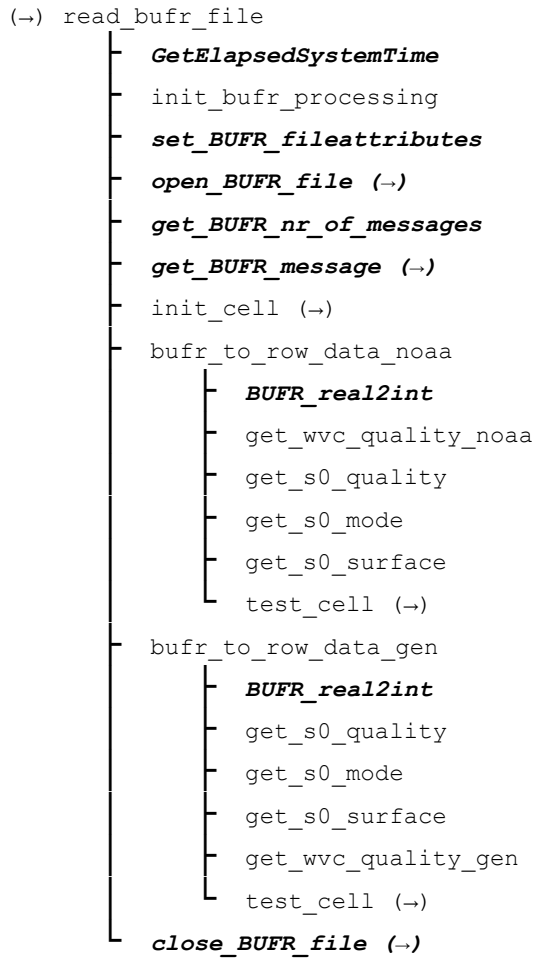 (→) read_bufr_file
GetElapsedSystemTime
init_bufr_processing
set_BUFR_fileattributes
open_BUFR_file (→)
get_BUFR_nr_of_messages
get_BUFR_message (→)
init_cell (→)
bufr_to_row_data_noaa
BUFR_real2int
get_wvc_quality_noaa
get_s0_quality
get_s0_mode
get_s0_surface
test_cell (→)
bufr_to_row_data_gen
BUFR_real2int
get_s0_quality
get_s0_mode
get_s0_surface
get_wvc_quality_gen
test_cell (→)
close_BUFR_file (→)